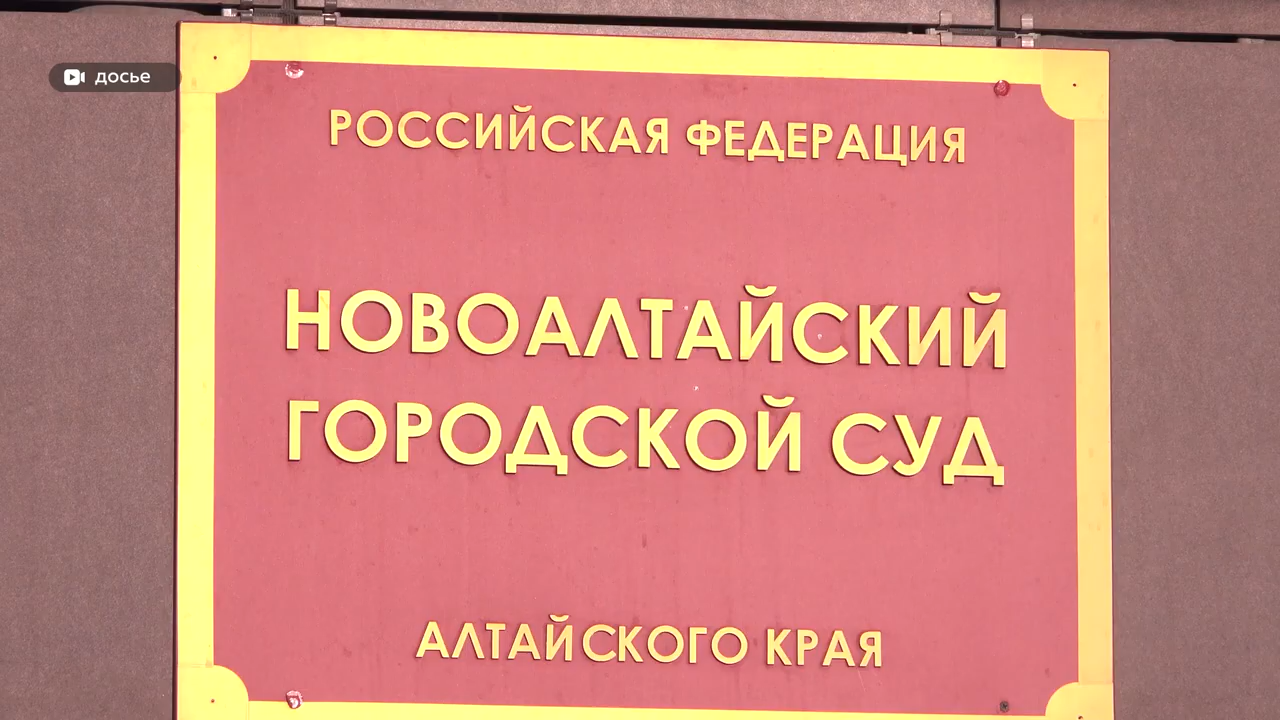 досье
РОССИЙСКАЯ ФЕДЕРАЦИЯ
НОВОАЛТАЙСКИЙ
ГОРОДСКОЙ СУД
АЛТАЙСКОГО КРАЯ